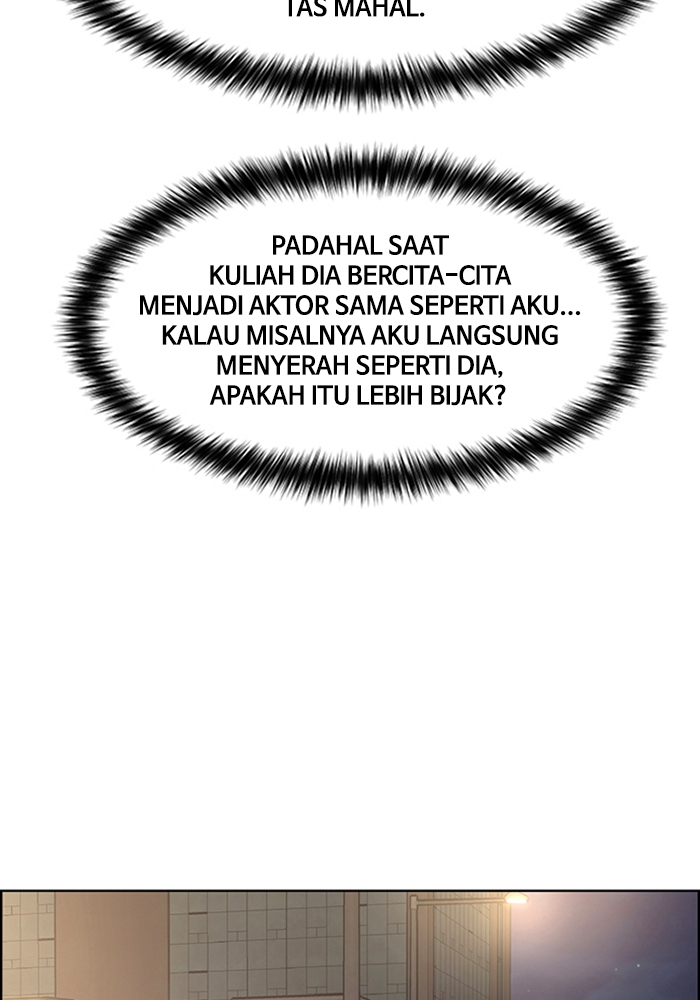 TAS MAHAL.
PADAHAL SAAT
KULIAH DIA BERCITA-CITA
MENJADI AKTOR SAMA SEPERTI AKU...
KALAU MISALNYA AKU LANGSUNG
MENYERAH SEPERTI DIA,
APAKAH ITU LEBIH BIJAK?